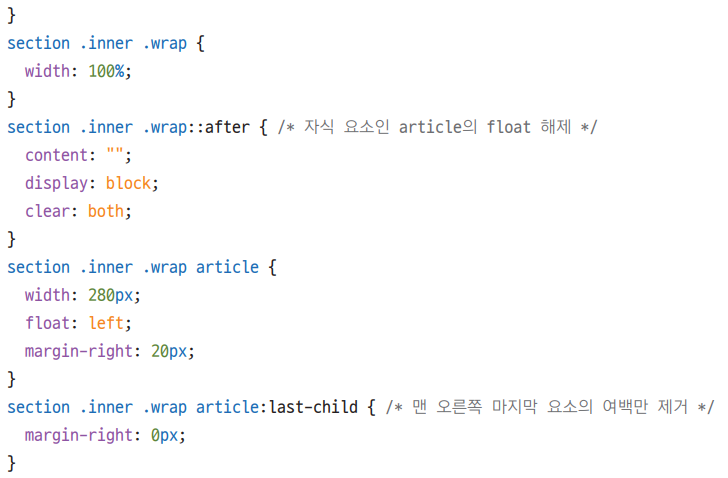 }
section .inner .wrap {
  width: 100%;
}
section .inner .wrap::after { /* 자식 요소인 article의 float 해제 */
  content: "";
  display: block;
  clear: both;
}
section .inner .wrap article {
  width: 280px;
  float: left;
  margin-right: 20px;
}
section .inner .wrap article:last-child { /* 맨 오른쪽 마지막 요소의 여백만 제거 */
  margin-right: 0px;
}